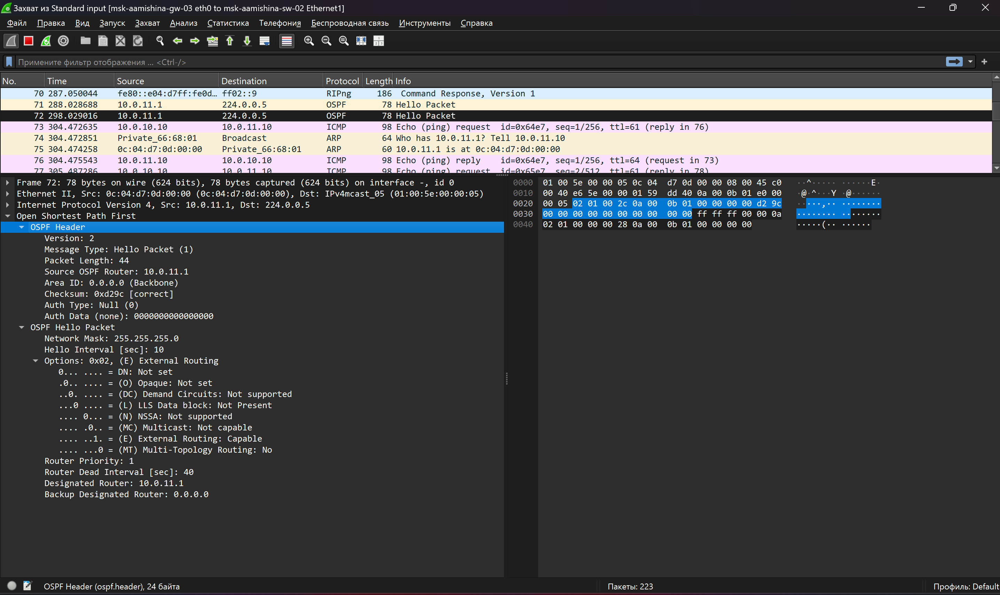 Захват из Standard input [msk-aamishina-gw-03 eth0 to msk-aamishina-sw-02 Ethernet1]
Файл Правка Вид Запуск Захват Анализ Статистика Телефония Беспроводная связь Инструменты Справка
Примените фильтр отображения ... <Ctrl-/>
No. Time Source Destination Protocol Length Info
70 287.050044 fe80::e04:d7ff:fe0d… ff02::9 RIPng 186 Command Response, Version 1
71 288.028688 10.0.11.1 224.0.0.5 OSPF 78 Hello Packet
72 298.029016 10.0.11.1 224.0.0.5 OSPF 78 Hello Packet
73 304.472635 10.0.10.10 10.0.11.10 ICMP 98 Echo (ping) request id=0x64e7, seq=1/256, ttl=61 (reply in 76)
74 304.472851 Private_66:68:01 Broadcast ARP 64 Who has 10.0.11.1? Tell 10.0.11.10
75 304.474258 0c:04:d7:0d:00:00 Private_66:68:01 ARP 60 10.0.11.1 is at 0c:04:d7:0d:00:00
76 304.475543 10.0.11.10 10.0.10.10 ICMP 98 Echo (ping) reply id=0x64e7, seq=1/256, ttl=64 (request in 73)
77 305.487286 10.0.10.10 10.0.11.10 ICMP 98 Echo (ping) request id=0x65e7, seq=2/512, ttl=61 (reply in 78)
Frame 72: 78 bytes on wire (624 bits), 78 bytes captured (624 bits) on interface -, id 0
Ethernet II, Src: 0c:04:d7:0d:00:00 (0c:04:d7:0d:00:00), Dst: IPv4mcast_05 (01:00:5e:00:00:05)
Internet Protocol Version 4, Src: 10.0.11.1, Dst: 224.0.0.5
Open Shortest Path First
OSPF Header
Version: 2
Message Type: Hello Packet (1)
Packet Length: 44
Source OSPF Router: 10.0.11.1
Area ID: 0.0.0.0 (Backbone)
Checksum: 0xd29c [correct]
Auth Type: Null (0)
Auth Data (none): 0000000000000000
OSPF Hello Packet
Network Mask: 255.255.255.0
Hello Interval [sec]: 10
Options: 0x02, (E) External Routing
0... .... = DN: Not set
.0.. .... = (O) Opaque: Not set
..0. .... = (DC) Demand Circuits: Not supported
...0 .... = (L) LLS Data block: Not Present
.... 0... = (N) NSSA: Not supported
.... .0.. = (MC) Multicast: Not capable
.... ..1. = (E) External Routing: Capable
.... ...0 = (MT) Multi-Topology Routing: No
Router Priority: 1
Router Dead Interval [sec]: 40
Designated Router: 10.0.11.1
Backup Designated Router: 0.0.0.0
0000 01 00 5e 00 00 05 0c 04 d7 0d 00 00 08 00 45 c0 ··^····· ······E·
0010 00 40 e6 5e 00 00 01 59 dd 40 0a 00 0b 01 e0 00 ·@·^···Y ·@······
0020 00 05 02 01 00 2c 0a 00 0b 01 00 00 00 00 d2 9c ·····,·· ········
0030 00 00 00 00 00 00 00 00 00 00 ff ff ff 00 00 0a ········ ········
0040 02 01 00 00 00 28 0a 00 0b 01 00 00 00 00 ·····(·· ······
OSPF Header (ospf.header), 24 байта
Пакеты: 223
Профиль: Default